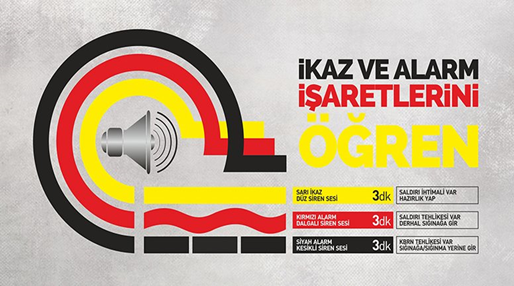 İKAZ VE ALARM
İŞARETLERİNİ
ÖĞREN
SARI İKAZ
DÜZ SİREN SESİ
3dk
SALDIRI İHTİMALİ VAR
HAZIRLIK YAP
KIRMIZI ALARM
DALGALI SİREN SESİ
3dk
SALDIRI TEHLİKESİ VAR
DERHAL SIĞINAĞA GİR
SİYAH ALARM
KESİKLİ SİREN SESİ
3dk
KBRN TEHLİKESİ VAR
SIĞINAĞA/SIĞINMA YERİNE GİR